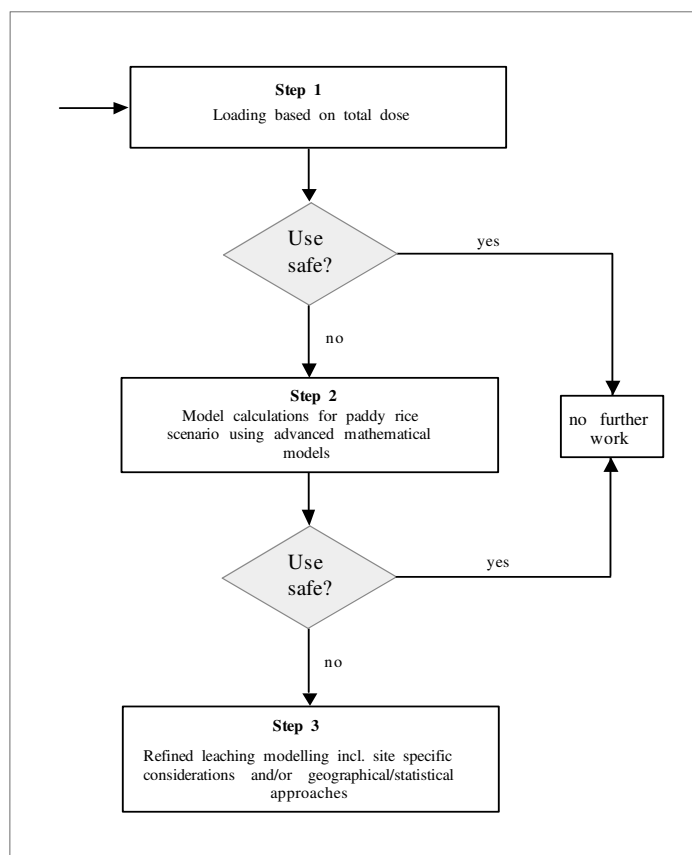 Step 1
Loading based on total dose
Use
safe?
yes
no
Step 2
Model calculations for paddy rice
scenario using advanced mathematical
models
no further
work
Use
safe?
yes
no
Step 3
Refined leaching modelling incl. site specific
considerations and/or geographical/statistical
approaches